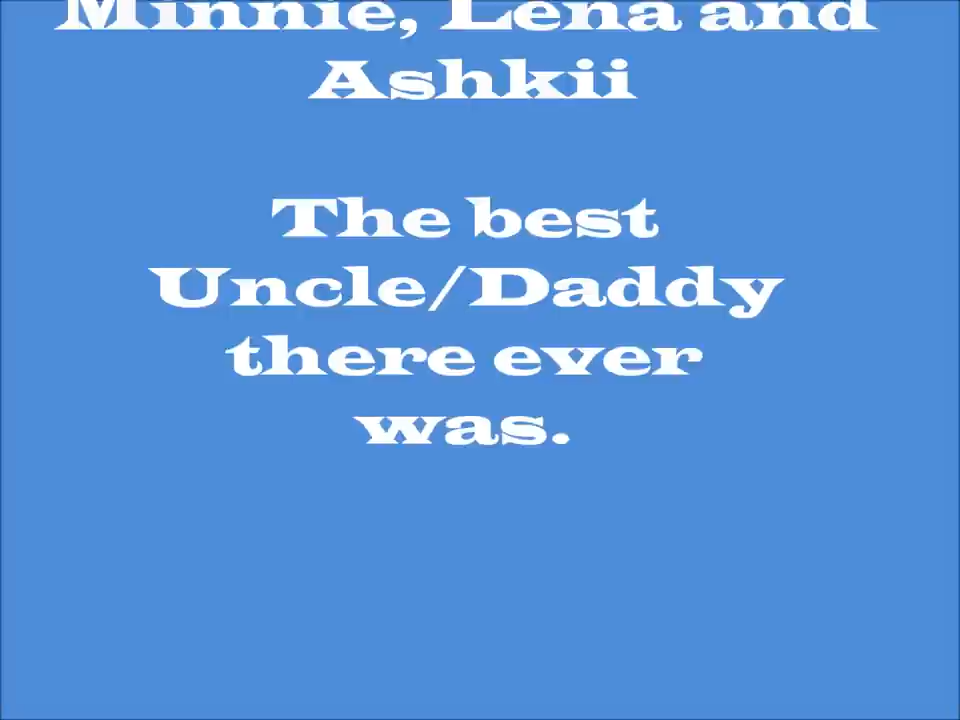 Minnie, Lena and
Ashkii
The best
Uncle/Daddy
there ever
was.